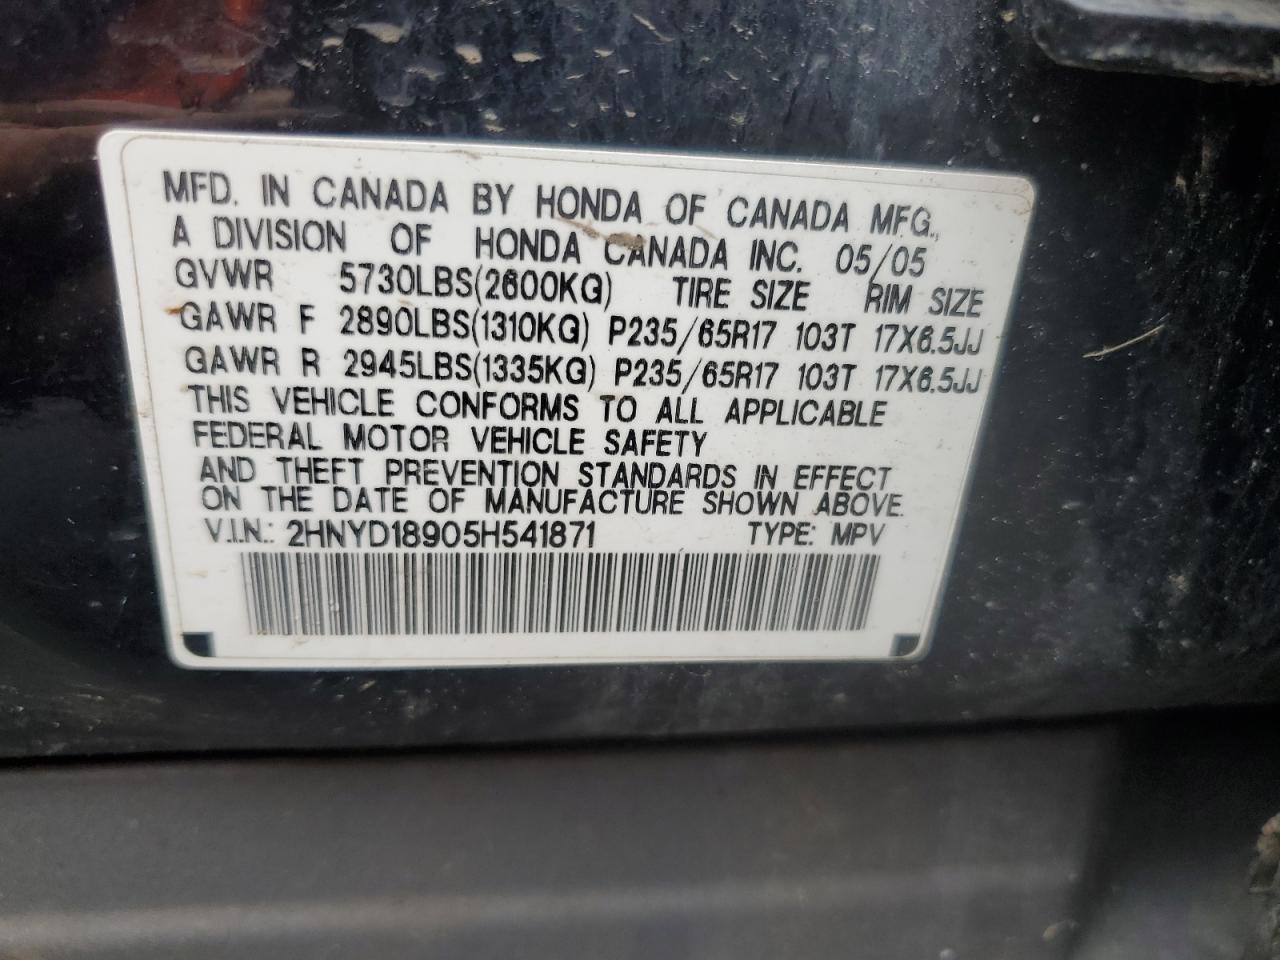 MFD. IN CANADA BY HONDA OF CANADA MFG.,
A DIVISION OF HONDA CANADA INC. 05/05
GVWR 5730LBS(2600KG) TIRE SIZE RIM SIZE
GAWR F 2890LBS(1310KG) P235/65R17 103T 17X6.5JJ
GAWR R 2945LBS(1335KG) P235/65R17 103T 17X6.5JJ
THIS VEHICLE CONFORMS TO ALL APPLICABLE
FEDERAL MOTOR VEHICLE SAFETY
AND THEFT PREVENTION STANDARDS IN EFFECT
ON THE DATE OF MANUFACTURE SHOWN ABOVE.
V.I.N.: 2HNYD18905H541871 TYPE: MPV